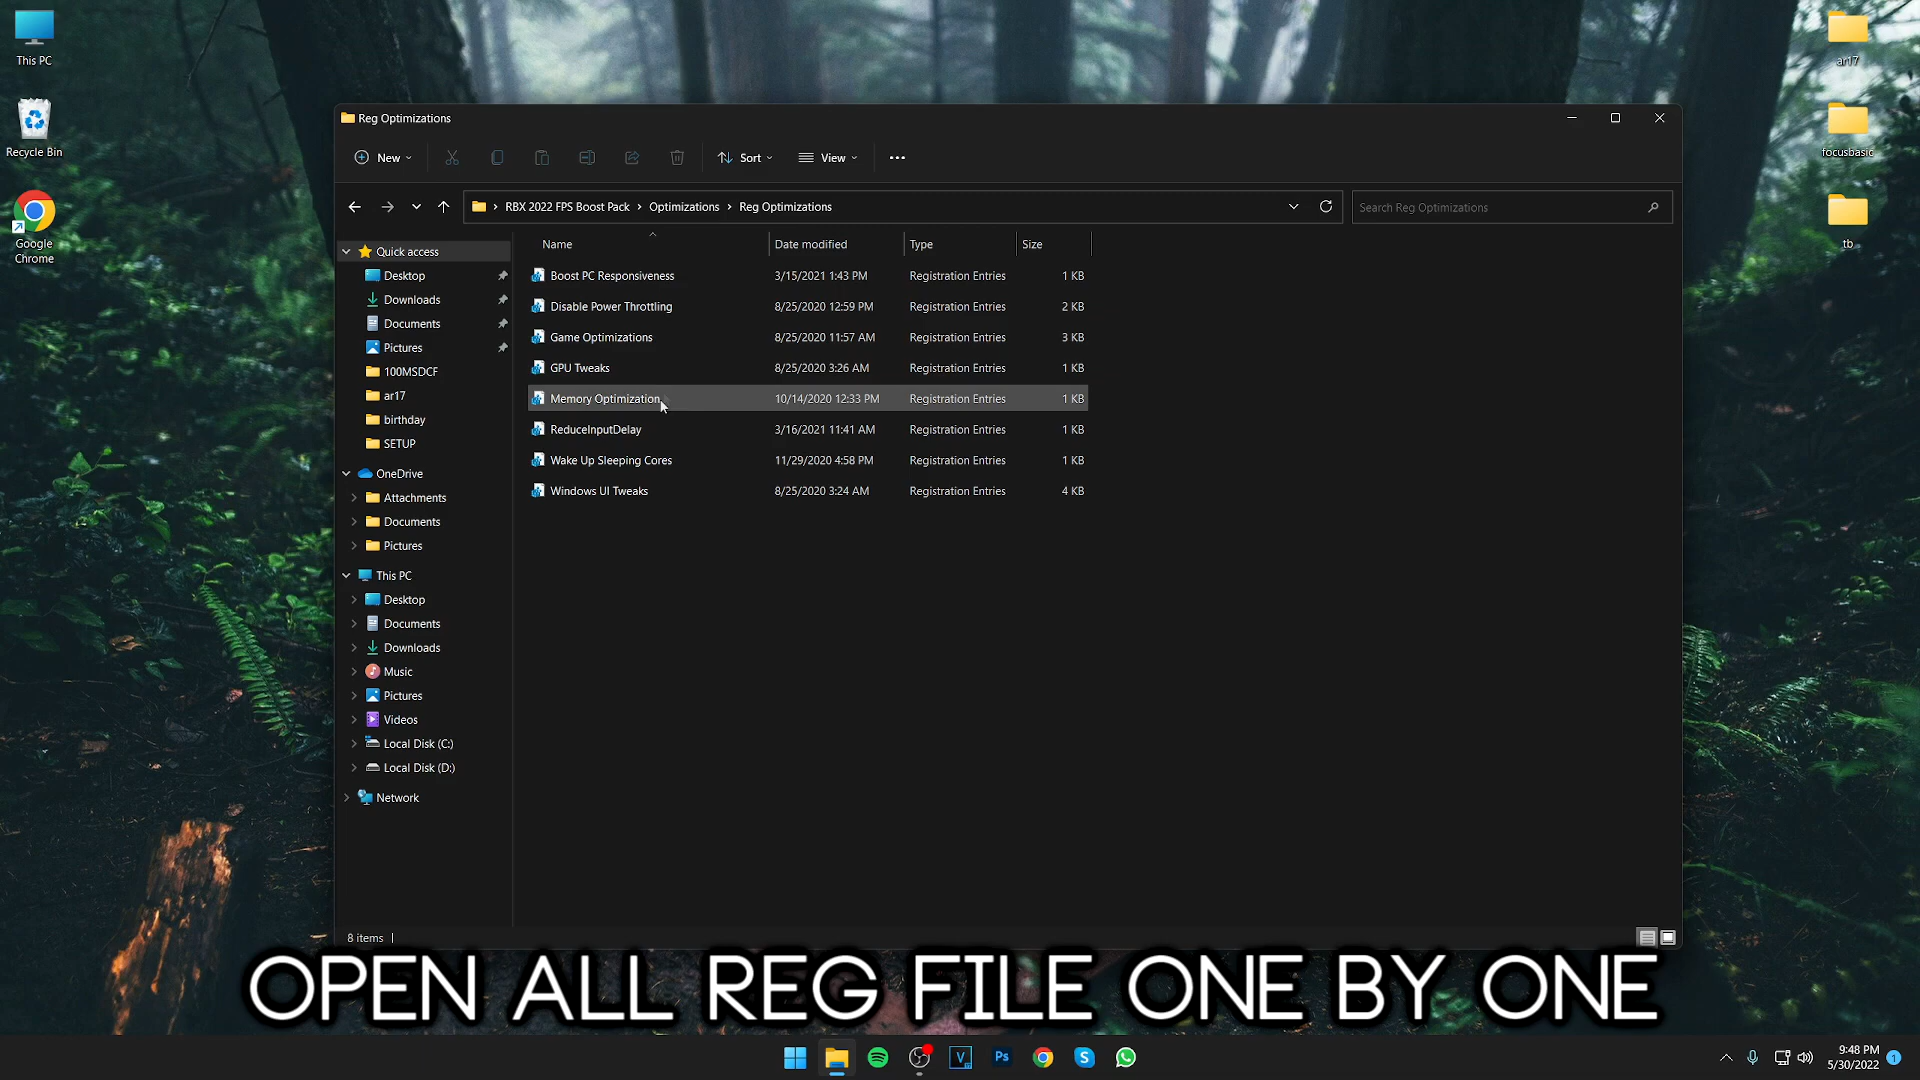 This PC
Recycle Bin
Google
Chrome
ar17
focusbasic
tb
Reg Optimizations
New
Sort
View
RBX 2022 FPS Boost Pack > Optimizations > Reg Optimizations
Search Reg Optimizations
Name Date modified Type Size
Boost PC Responsiveness 3/15/2021 1:43 PM Registration Entries 1 KB
Disable Power Throttling 8/25/2020 12:59 PM Registration Entries 2 KB
Game Optimizations 8/25/2020 11:57 AM Registration Entries 3 KB
GPU Tweaks 8/25/2020 3:26 AM Registration Entries 1 KB
Memory Optimization 10/14/2020 12:33 PM Registration Entries 1 KB
ReduceInputDelay 3/16/2021 11:41 AM Registration Entries 1 KB
Wake Up Sleeping Cores 11/29/2020 4:58 PM Registration Entries 1 KB
Windows UI Tweaks 8/25/2020 3:24 AM Registration Entries 4 KB
Quick access
Desktop
Downloads
Documents
Pictures
100MSDCF
ar17
birthday
SETUP
OneDrive
Attachments
Documents
Pictures
This PC
Desktop
Documents
Downloads
Music
Pictures
Videos
Local Disk (C:)
Local Disk (D:)
Network
8 items
OPEN ALL REG FILE ONE BY ONE
V
Ps
S
9:48 PM
5/30/2022
1